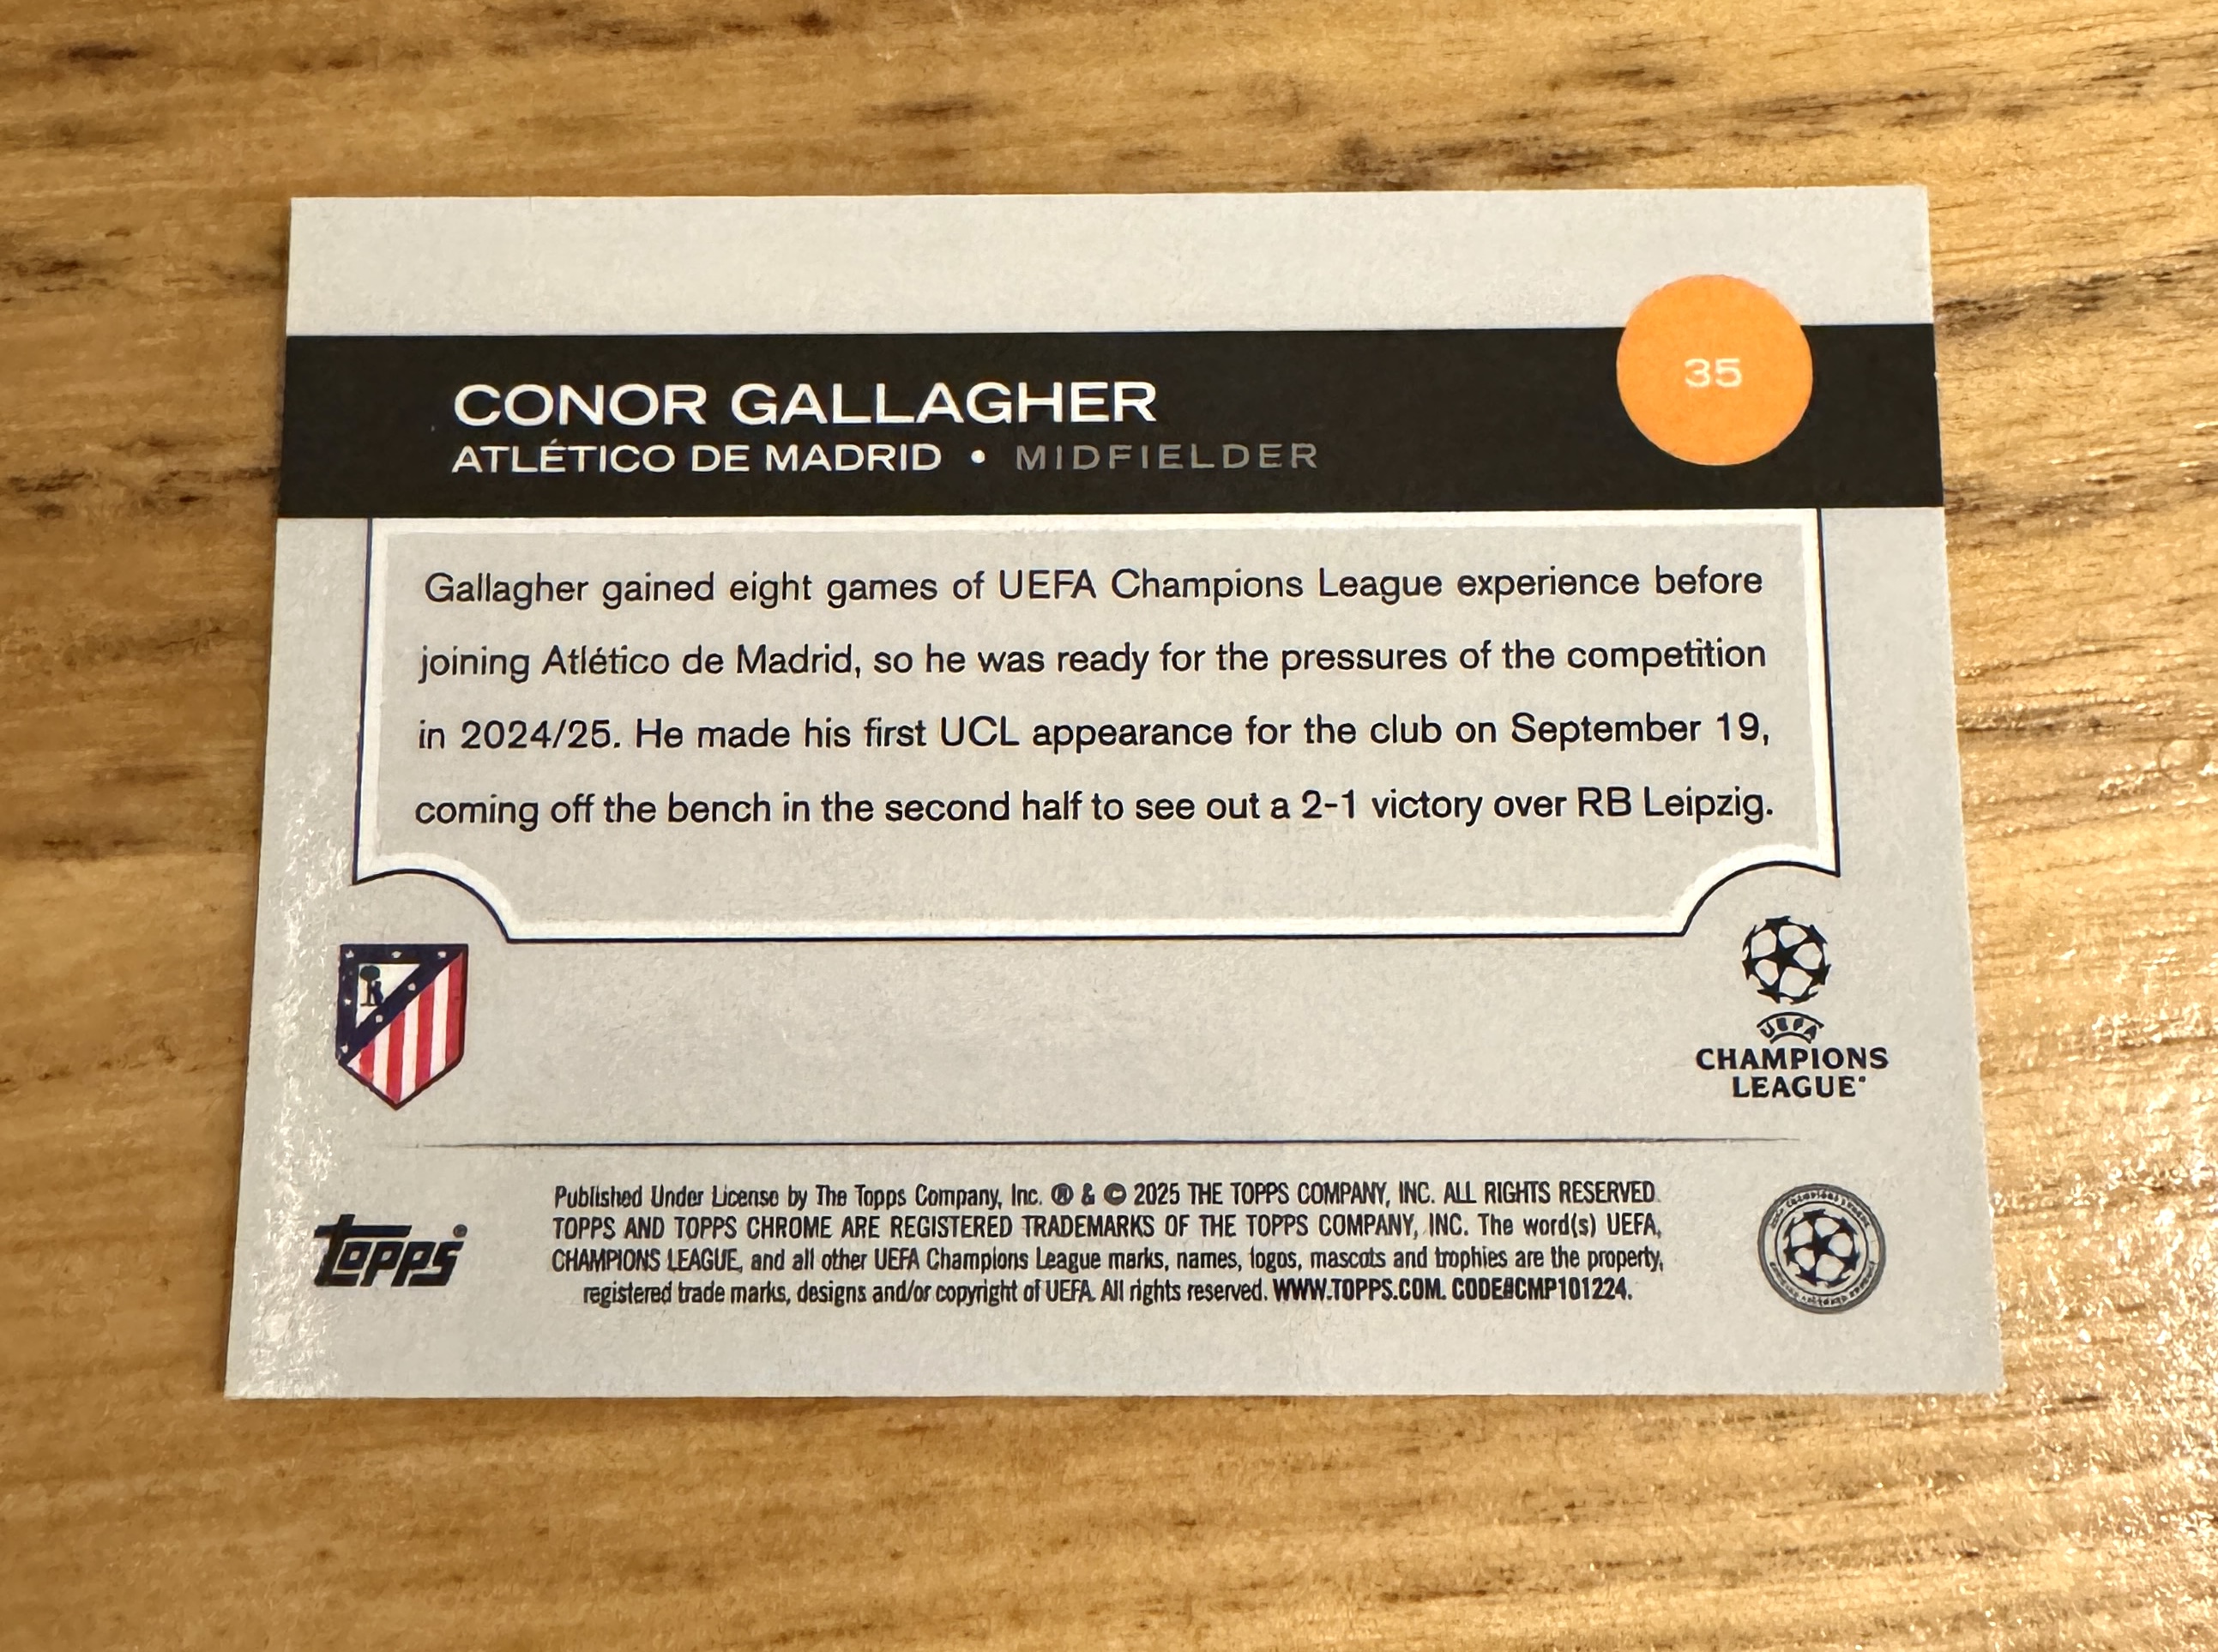 35
CONOR GALLAGHER
ATLÉTICO DE MADRID • MIDFIELDER
Gallagher gained eight games of UEFA Champions League experience before
joining Atlético de Madrid, so he was ready for the pressures of the competition
in 2024/25. He made his first UCL appearance for the club on September 19,
coming off the bench in the second half to see out a 2-1 victory over RB Leipzig.
UEFA
CHAMPIONS
LEAGUE
topps
Published Under License by The Topps Company, Inc. ® & © 2025 THE TOPPS COMPANY, INC. ALL RIGHTS RESERVED.
TOPPS AND TOPPS CHROME ARE REGISTERED TRADEMARKS OF THE TOPPS COMPANY, INC. The word(s) UEFA,
CHAMPIONS LEAGUE, and all other UEFA Champions League marks, names, logos, mascots and trophies are the property,
registered trade marks, designs and/or copyright of UEFA. All rights reserved. WWW.TOPPS.COM. CODE#CMP101224.